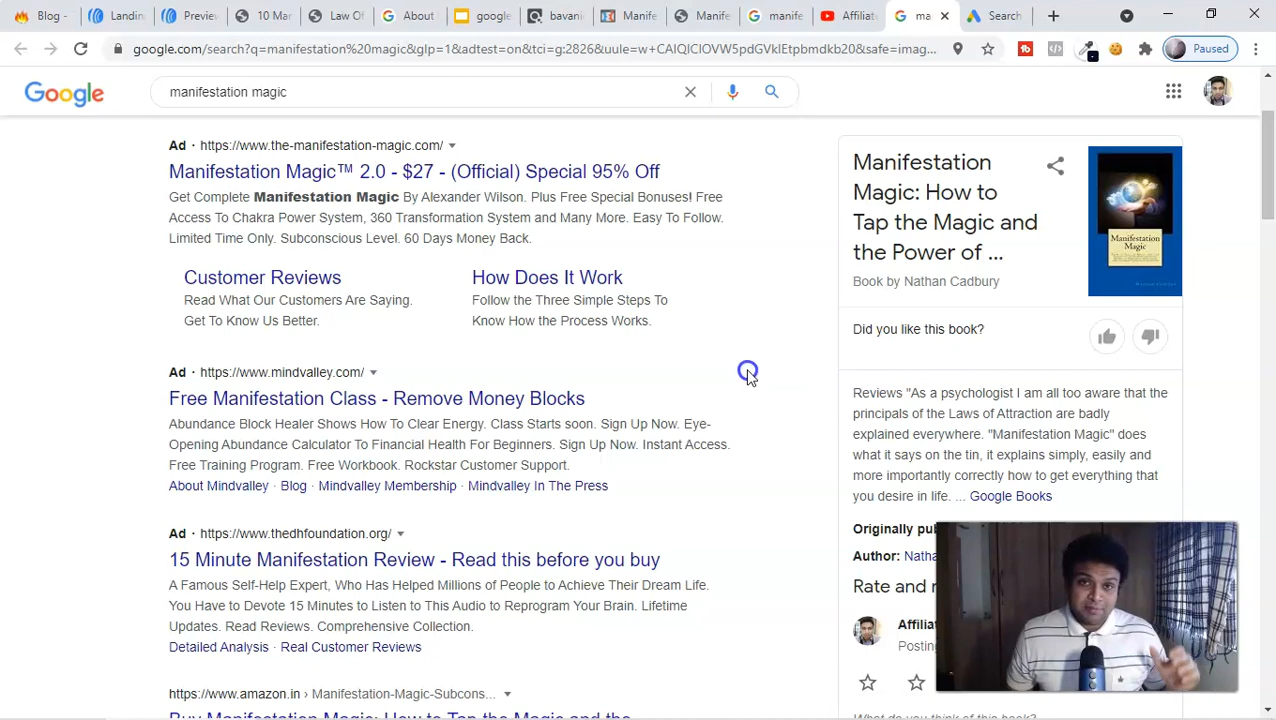 Blog
Landin
Previe
10 Mar
Law Of
About
google
bavani
Manife
Manife
manife
Affiliat
ma
Search
google.com/search?q=manifestation%20magic&glp=1&adtest=on&tci=g:2826&uule=w+CAIQICIOVW5pdGVkIEtpbmdkb20&safe=imag...
Paused
Google
manifestation magic
Ad · https://www.the-manifestation-magic.com/
Manifestation Magic™ 2.0 - $27 - (Official) Special 95% Off
Get Complete Manifestation Magic By Alexander Wilson. Plus Free Special Bonuses! Free
Access To Chakra Power System, 360 Transformation System and Many More. Easy To Follow.
Limited Time Only. Subconscious Level. 60 Days Money Back.
Customer Reviews
Read What Our Customers Are Saying.
Get To Know Us Better.
How Does It Work
Follow the Three Simple Steps To
Know How the Process Works.
Ad · https://www.mindvalley.com/
Free Manifestation Class - Remove Money Blocks
Abundance Block Healer Shows How To Clear Energy. Class Starts soon. Sign Up Now. Eye-
Opening Abundance Calculator To Financial Health For Beginners. Sign Up Now. Instant Access.
Free Training Program. Free Workbook. Rockstar Customer Support.
About Mindvalley · Blog · Mindvalley Membership · Mindvalley In The Press
Ad · https://www.thedhfoundation.org/
15 Minute Manifestation Review - Read this before you buy
A Famous Self-Help Expert, Who Has Helped Millions of People to Achieve Their Dream Life.
You Have to Devote 15 Minutes to Listen to This Audio to Reprogram Your Brain. Lifetime
Updates. Read Reviews. Comprehensive Collection.
Detailed Analysis · Real Customer Reviews
https://www.amazon.in › Manifestation-Magic-Subcons...
Buy Manifestation Magic: How to Tap the Magic and the
Manifestation
Magic: How to
Tap the Magic and
the Power of ...
Book by Nathan Cadbury
Manifestation
Magic
Did you like this book?
Reviews "As a psychologist I am all too aware that the
principals of the Laws of Attraction are badly
explained everywhere. "Manifestation Magic" does
what it says on the tin, it explains simply, easily and
more importantly correctly how to get everything that
you desire in life. ... Google Books
Originally pu
Author: Natha
Rate and r
Affiliat
Posting
What do you think of this book?